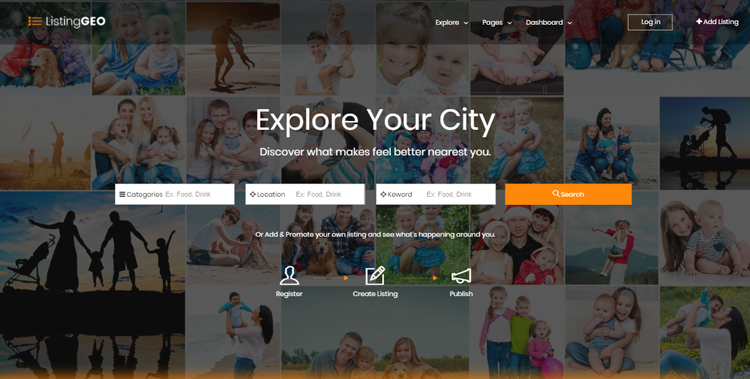 ListingGEO
Explore Pages Dashboard Log in Add Listing
Explore Your City
Discover what makes feel better nearest you.
Categories Ex: Food, Drink Location Ex: Food, Drink Keword Ex: Food, Drink Search
Or Add & Promote your own listing and see what's happening around you.
Register Create Listing Publish